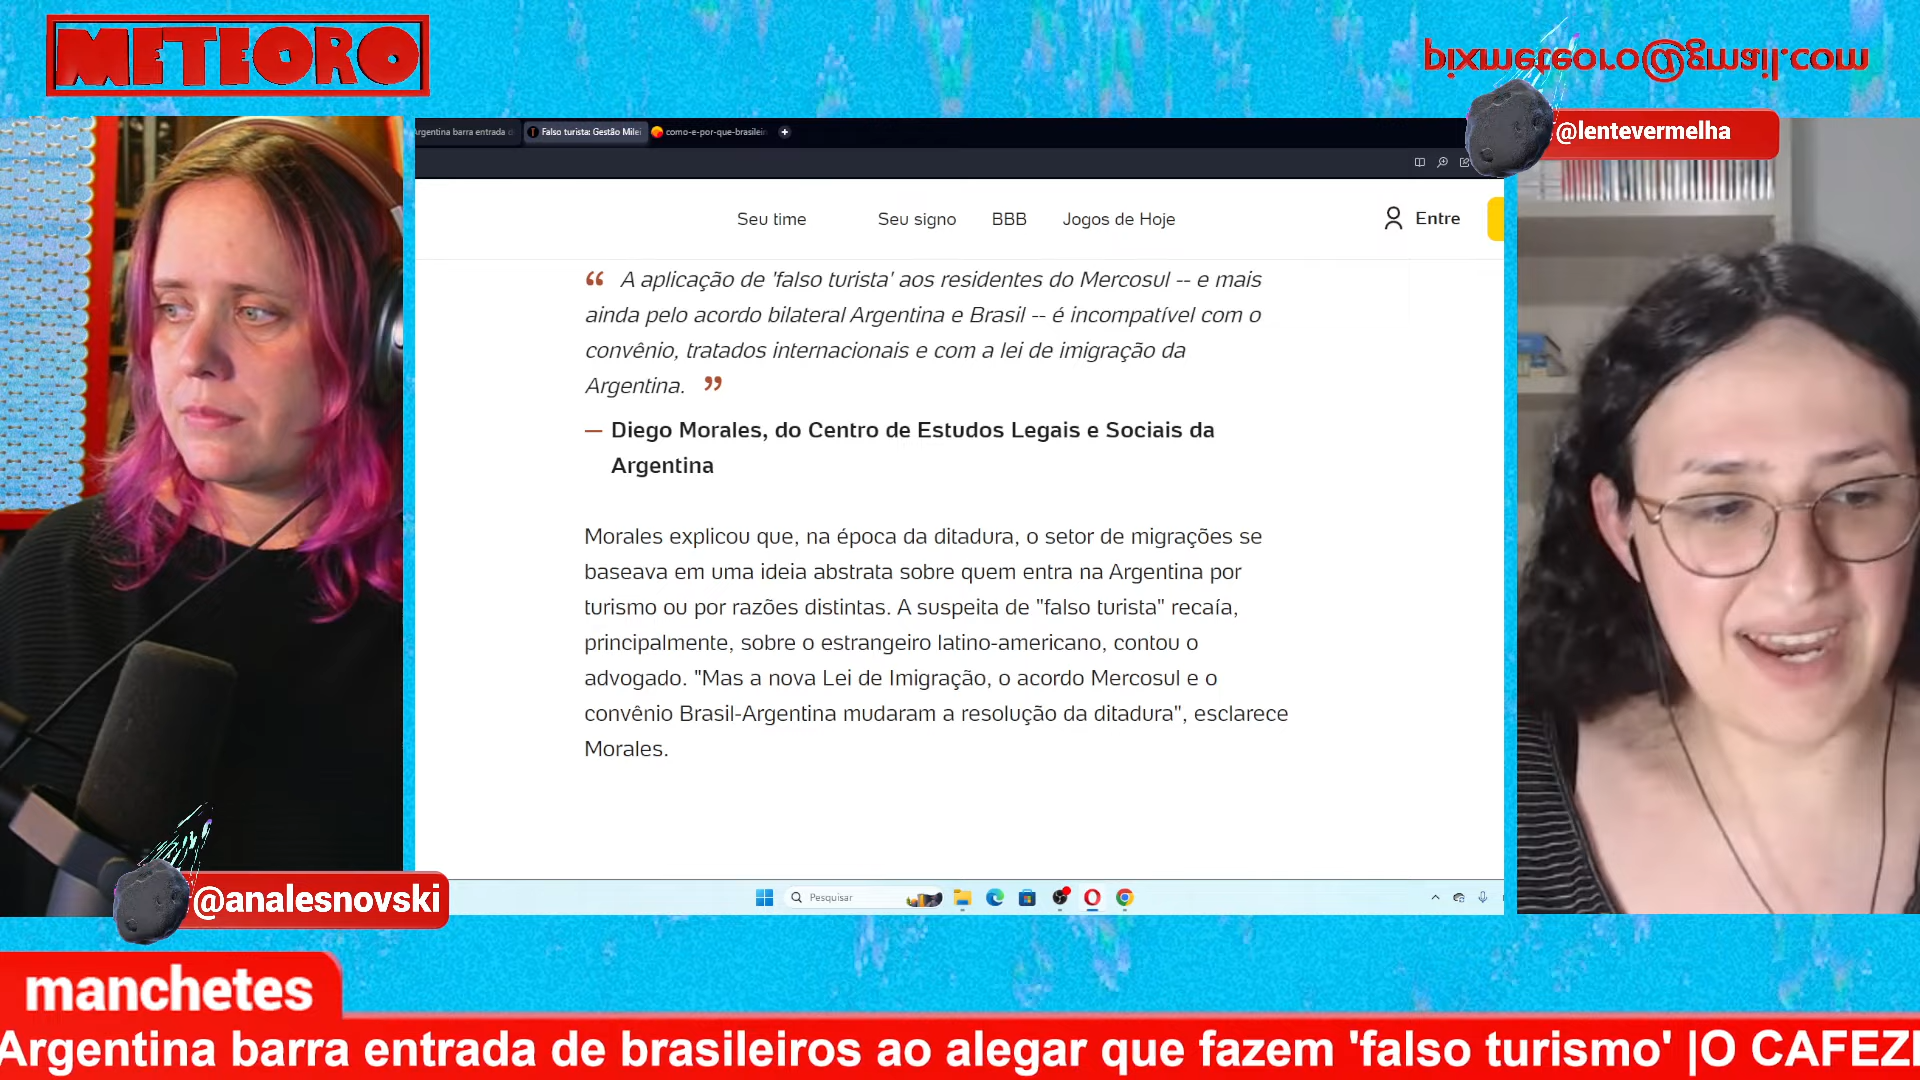 METEORO
pixmeteoro@gmail.com
@lentevermelha
rgentina barra entrada d
Falso turista: Gestão Milei
como-e-por-que-brasilein
Seu time Seu signo BBB Jogos de Hoje Entre
“ A aplicação de 'falso turista' aos residentes do Mercosul -- e mais
ainda pelo acordo bilateral Argentina e Brasil -- é incompatível com o
convênio, tratados internacionais e com a lei de imigração da
Argentina. ”
— Diego Morales, do Centro de Estudos Legais e Sociais da
Argentina
Morales explicou que, na época da ditadura, o setor de migrações se
baseava em uma ideia abstrata sobre quem entra na Argentina por
turismo ou por razões distintas. A suspeita de "falso turista" recaía,
principalmente, sobre o estrangeiro latino-americano, contou o
advogado. "Mas a nova Lei de Imigração, o acordo Mercosul e o
convênio Brasil-Argentina mudaram a resolução da ditadura", esclarece
Morales.
Pesquisar
@analesnovski
manchetes
Argentina barra entrada de brasileiros ao alegar que fazem 'falso turismo' |O CAFEZI